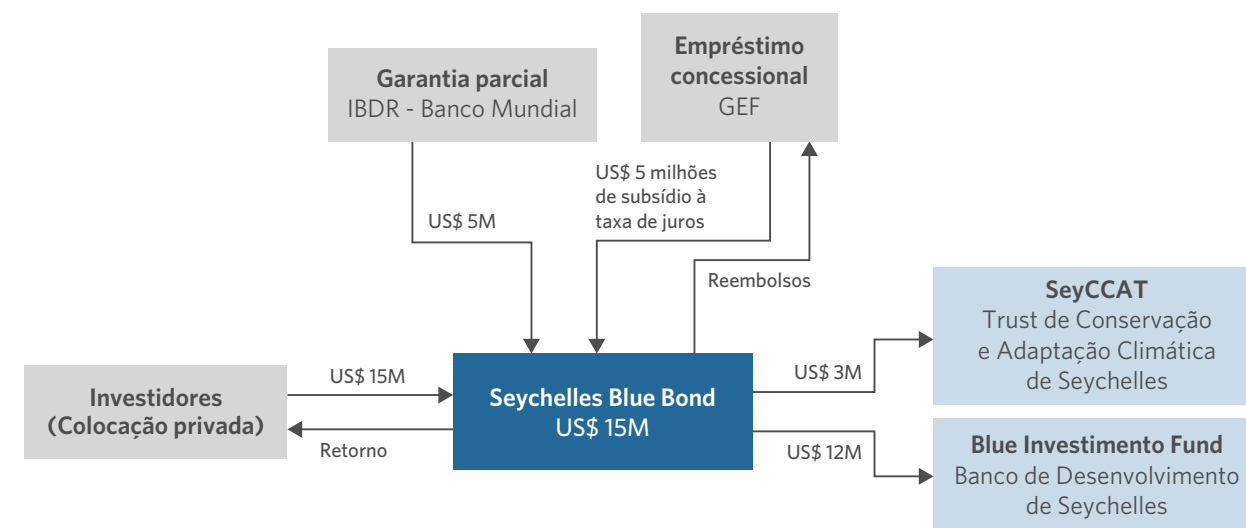 Garantia parcial
IBDR - Banco Mundial
Empréstimo
concessional
GEF
US$ 5M
US$ 5 milhões
de subsídio à
taxa de juros
Reembolsos
Investidores
(Colocação privada)
US$ 15M
Retorno
Seychelles Blue Bond
US$ 15M
US$ 3M
US$ 12M
SeyCCAT
Trust de Conservação
e Adaptação Climática
de Seychelles
Blue Investimento Fund
Banco de Desenvolvimento
de Seychelles